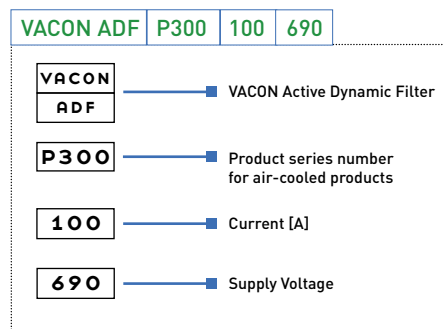 VACON ADF P300 100 690
VACON
ADF
VACON Active Dynamic Filter
P300
Product series number
for air-cooled products
100
Current [A]
690
Supply Voltage